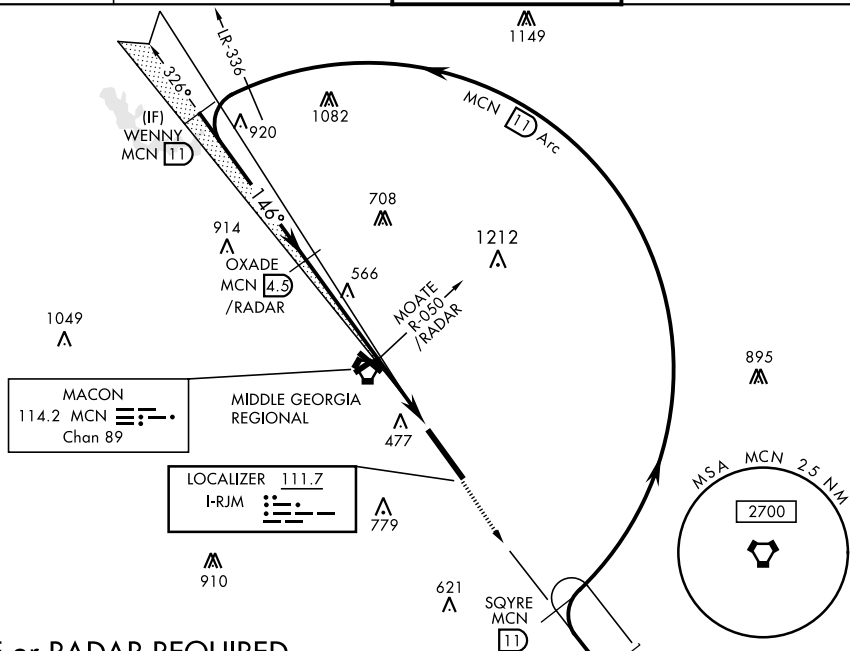 1149
LR-336
326°
MCN 11 Arc
(IF)
WENNY
MCN 11
920
1082
146°
708
914
1212
OXADE
MCN 4.5
/RADAR
566
MOATE
R-050
/RADAR
1049
895
MACON
114.2 MCN
Chan 89
MIDDLE GEORGIA
REGIONAL
477
MSA MCN 25 NM
2700
LOCALIZER 111.7
I-RJM
779
910
621
SQYRE
MCN
11
or RADAR REQUIRED